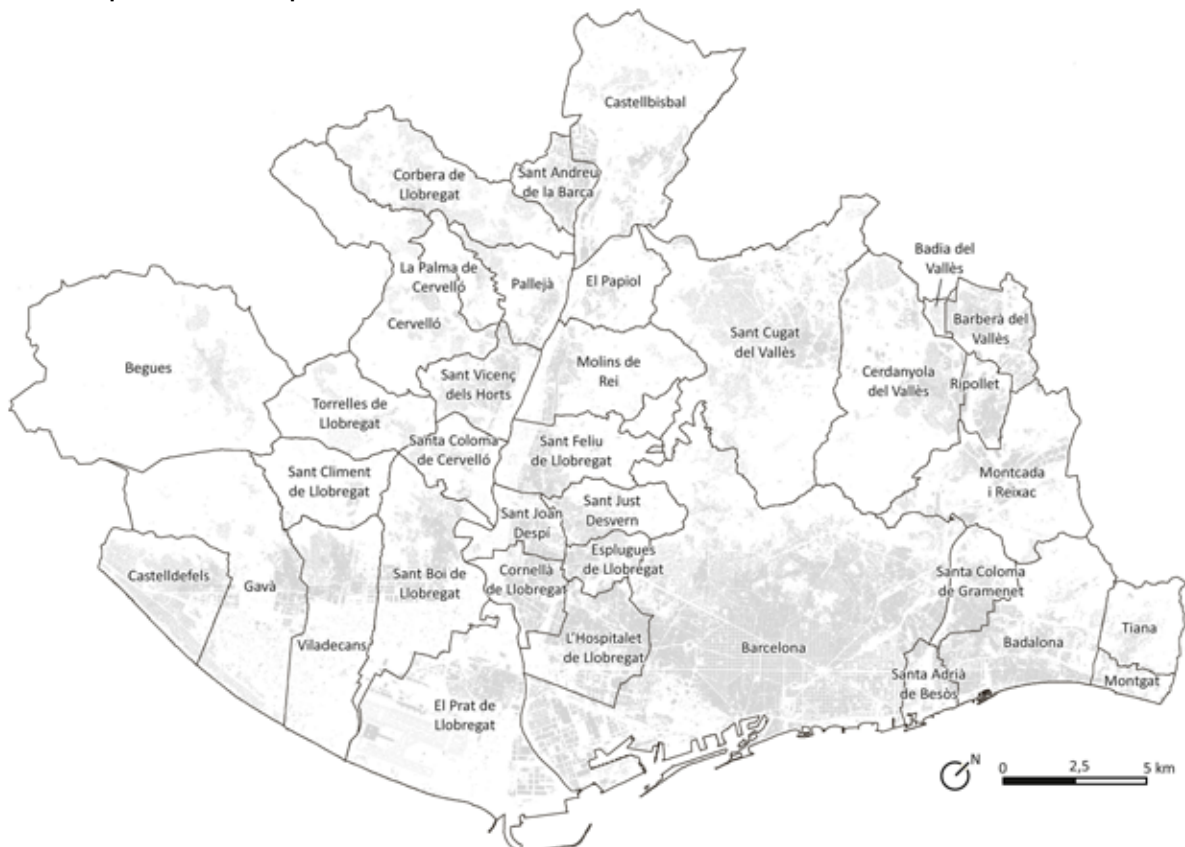 Castellbisbal
Corbera de
Llobregat
Sant Andreu
de la Barca
Badia del
Vallès
La Palma de
Cervelló
Pallejà
El Papiol
Cervelló
Barberà del
Vallès
Sant Cugat
del Vallès
Begues
Molins de
Rei
Cerdanyola
del Vallès
Ripollet
Sant Vicenç
dels Horts
Torrelles de
Llobregat
Santa Coloma
de Cervelló
Sant Feliu
de Llobregat
Sant Climent
de Llobregat
Montcada
i Reixac
Sant Just
Desvern
Sant Joan
Despí
Esplugues
de Llobregat
Castelldefels
Gavà
Sant Boi de
Llobregat
Cornellà
de Llobregat
Santa Coloma
de Gramenet
Tiana
Viladecans
L'Hospitalet
de Llobregat
Barcelona
Badalona
Santa Adrià
de Besòs
Montgat
El Prat de
Llobregat
N
0 2,5 5 km